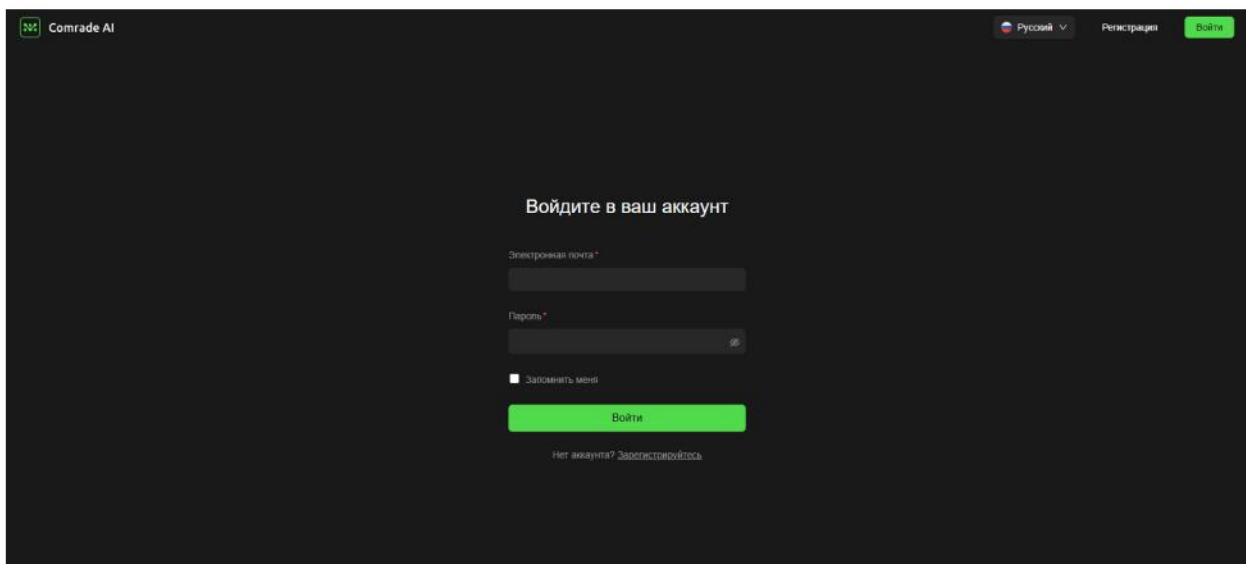 Comrade AI
Русский
Регистрация
Войти
Войдите в ваш аккаунт
Электронная почта *
Пароль *
Запомнить меня
Войти
Нет аккаунта? Зарегистрируйтесь